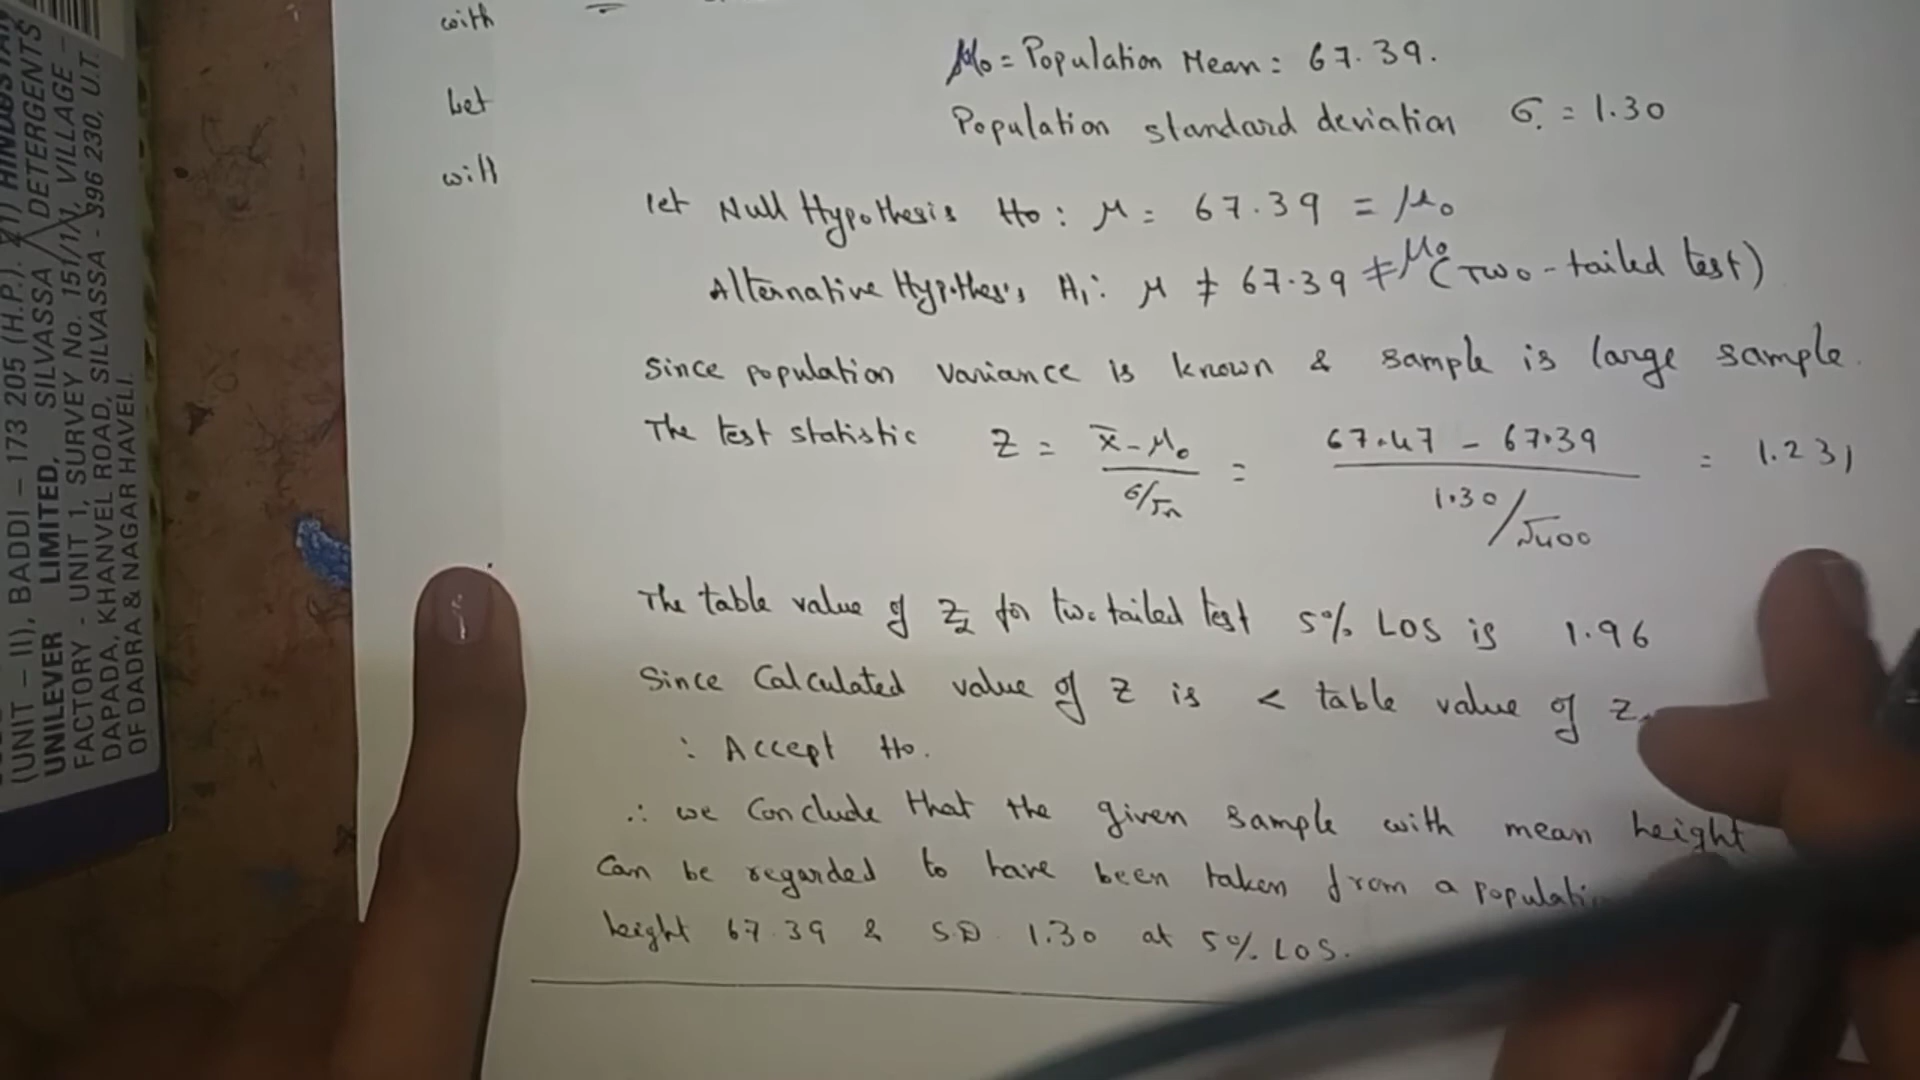 (UNIT – II), BADDI – 173 205 (H.P.).
UNILEVER LIMITED, SILVASSA DETERGENTS
FACTORY - UNIT 1, SURVEY No. 151/1/1, VILLAGE -
DAPADA, KHANVEL ROAD, SILVASSA - 396 230, U.T.
OF DADRA & NAGAR HAVELI.
with
Let
will
μ₀ = Population Mean = 67.39.
Population standard deviation σ = 1.30
let Null Hypothesis H₀ : μ = 67.39 = μ₀
Alternative Hypothesis H₁: μ ≠ 67.39 ≠ μ₀ (Two-tailed test)
Since population variance is known & sample is large sample.
The test statistic Z = (x̄ - μ₀) / (σ/√n) = (67.47 - 67.39) / (1.30/√400) = 1.231
The table value of Zα for two tailed test 5% LOS is 1.96
Since Calculated value of Z is < table value of Z
∴ Accept H₀.
∴ we conclude that the given sample with mean height
Can be regarded to have been taken from a
height 67.39 & S.D. 1.30 at 5% LOS.